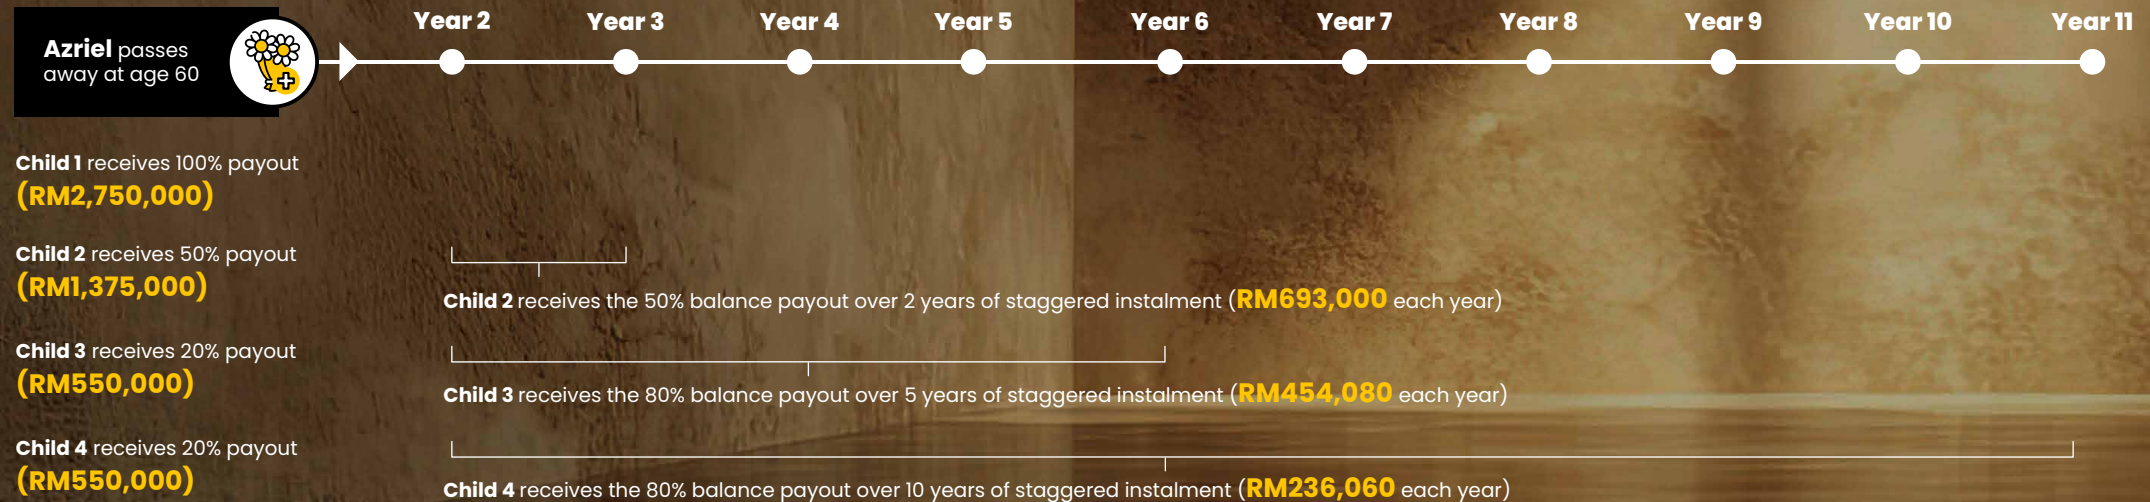 Azriel passes
away at age 60
Year 2
Year 3
Year 4
Year 5
Year 6
Year 7
Year 8
Year 9
Year 10
Year 11
Child 1 receives 100% payout
(RM2,750,000)
Child 2 receives 50% payout
(RM1,375,000)
Child 2 receives the 50% balance payout over 2 years of staggered instalment (RM693,000 each year)
Child 3 receives 20% payout
(RM550,000)
Child 3 receives the 80% balance payout over 5 years of staggered instalment (RM454,080 each year)
Child 4 receives 20% payout
(RM550,000)
Child 4 receives the 80% balance payout over 10 years of staggered instalment (RM236,060 each year)